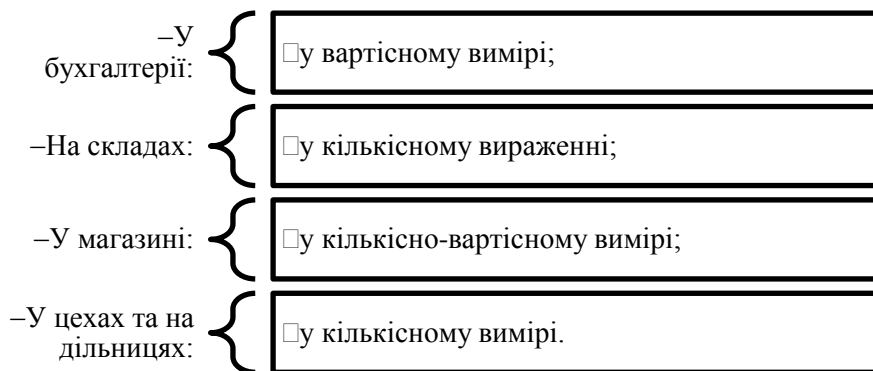 –У
бухгалтерії:
□у вартісному вимірі;
–На складах:
□у кількісному вираженні;
–У магазині:
□у кількісно-вартісному вимірі;
–У цехах та на
дільницях:
□у кількісному вимірі.